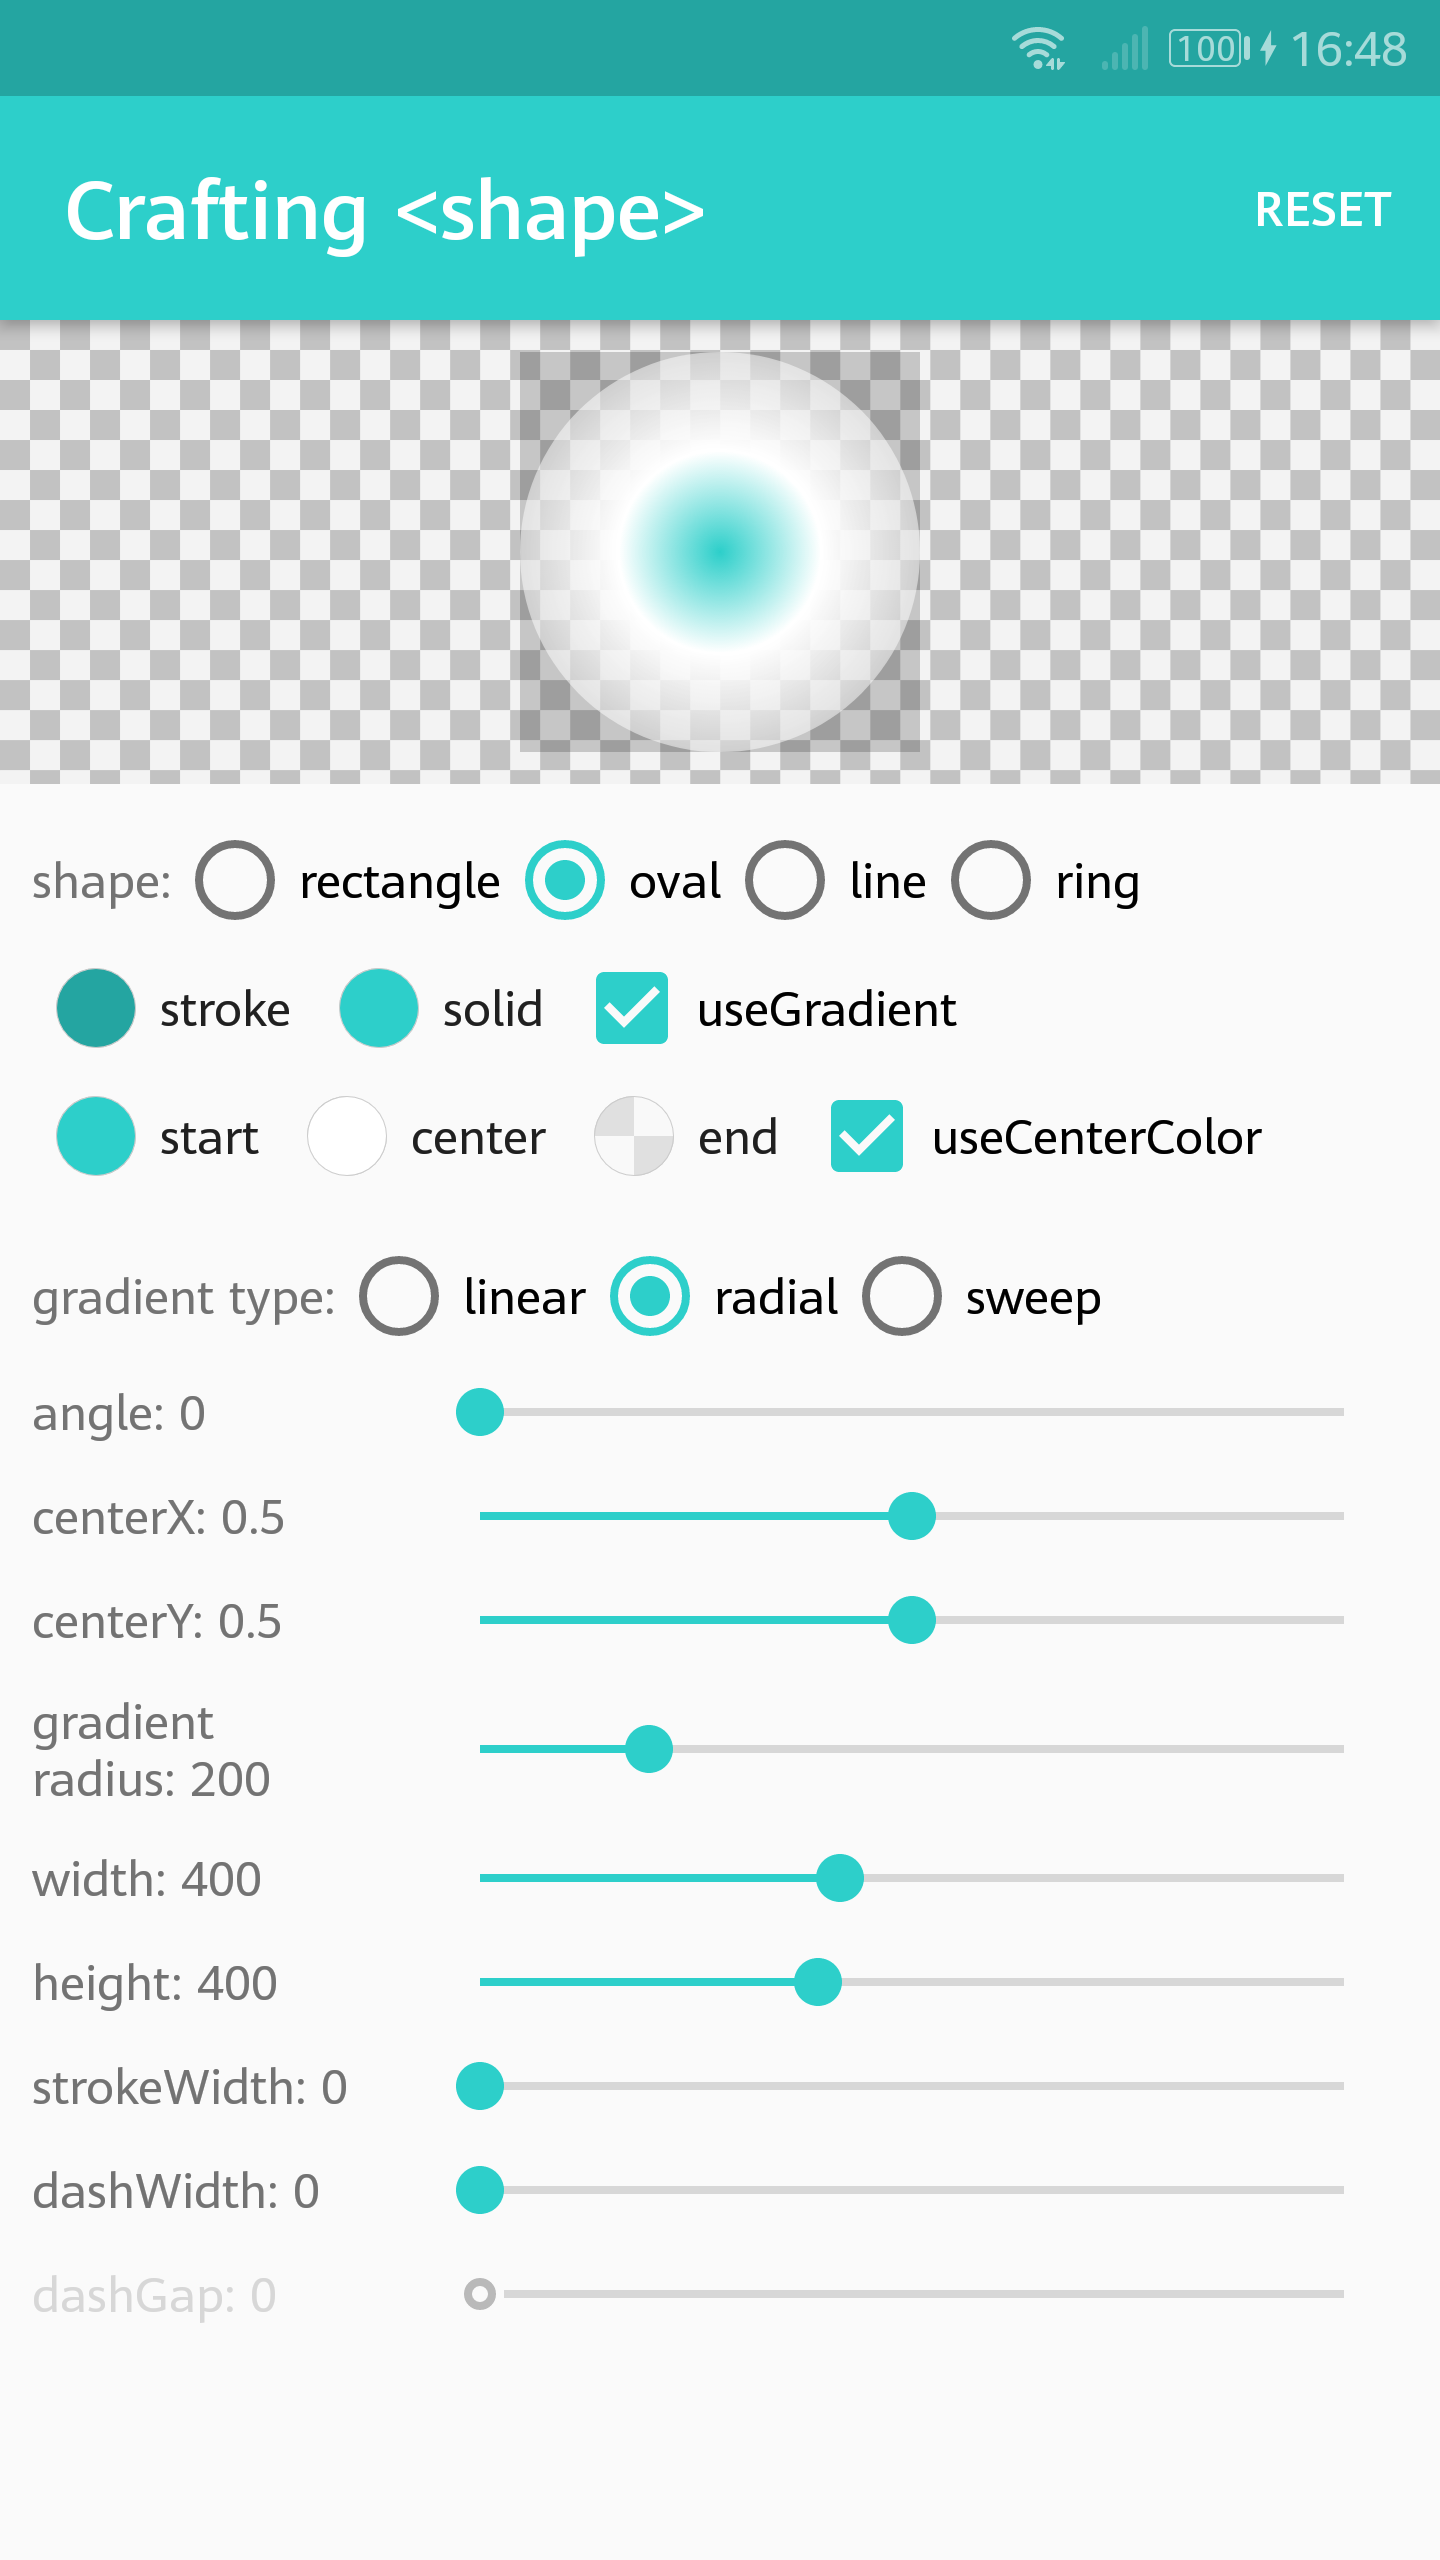 100 16:48
Crafting <shape> RESET
shape: rectangle oval line ring
stroke solid useGradient
start center end useCenterColor
gradient type: linear radial sweep
angle: 0
centerX: 0.5
centerY: 0.5
gradient
radius: 200
width: 400
height: 400
strokeWidth: 0
dashWidth: 0
dashGap: 0